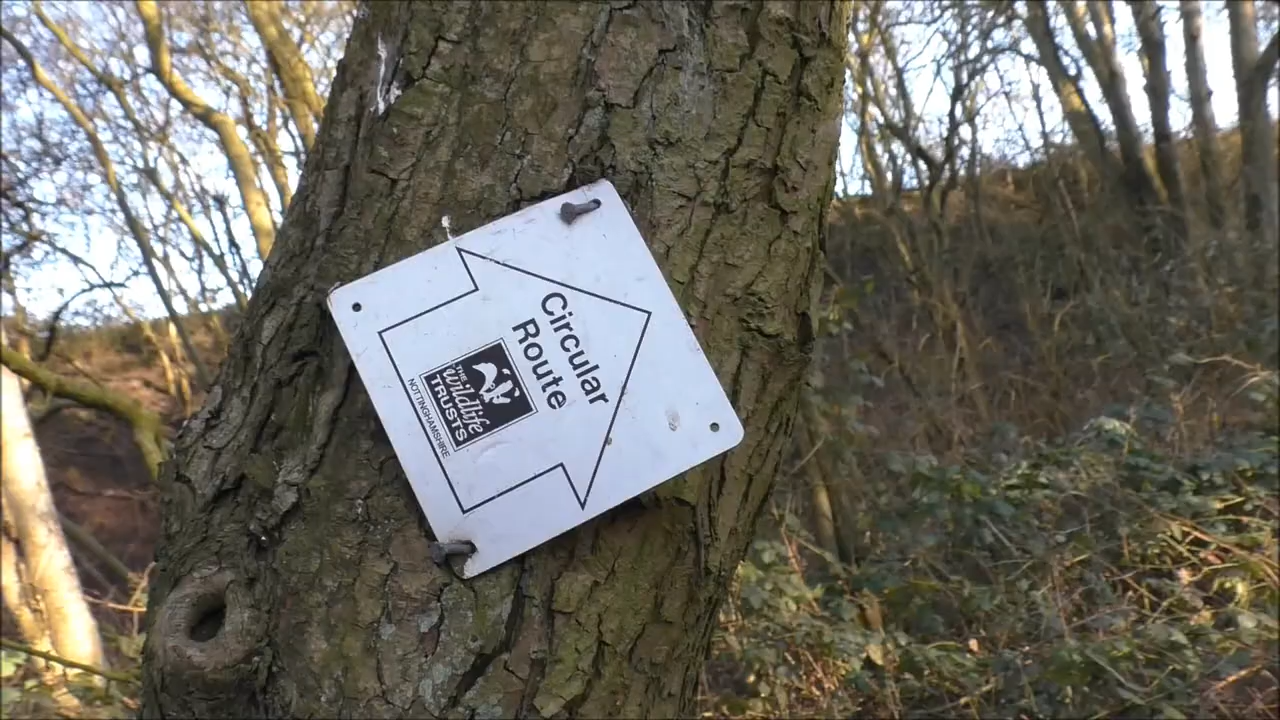 Circular
Route
THE
wildlife
TRUSTS
NOTTINGHAMSHIRE